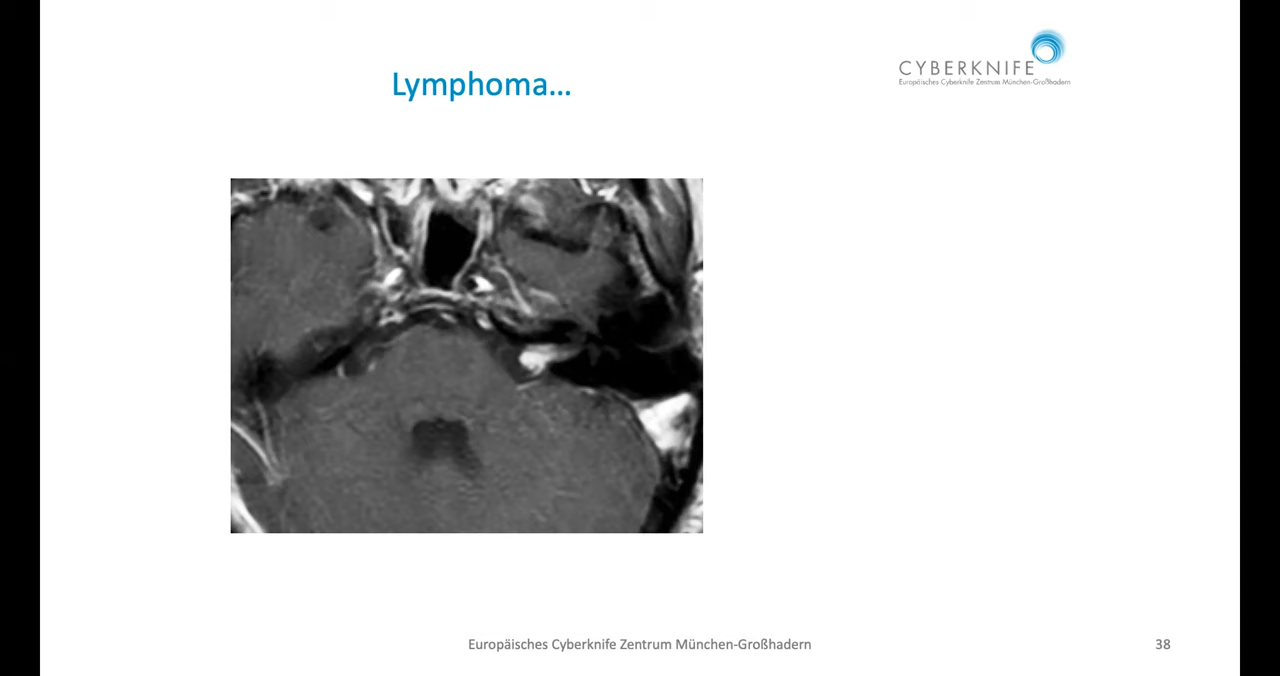 Lymphoma...
CYBERKNIFE
Europäisches Cyberknife Zentrum München-Großhadern
Europäisches Cyberknife Zentrum München-Großhadern
38